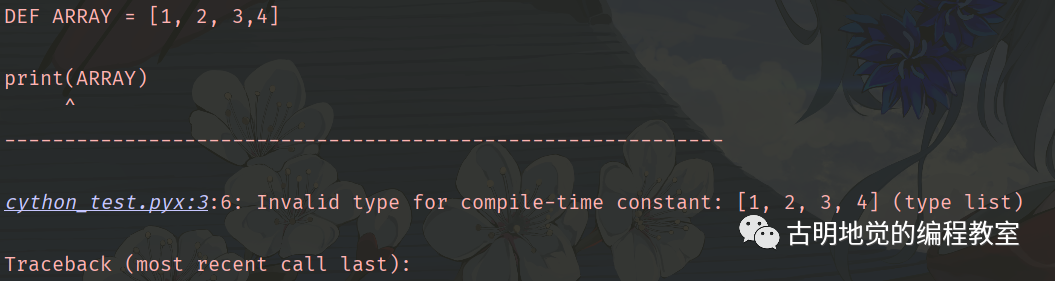 DEF ARRAY = [1, 2, 3,4]
print(ARRAY)
^
------------------------------------------------------------
cython_test.pyx:3:6: Invalid type for compile-time constant: [1, 2, 3, 4] (type list)
古明地觉的编程教室
Traceback (most recent call last):